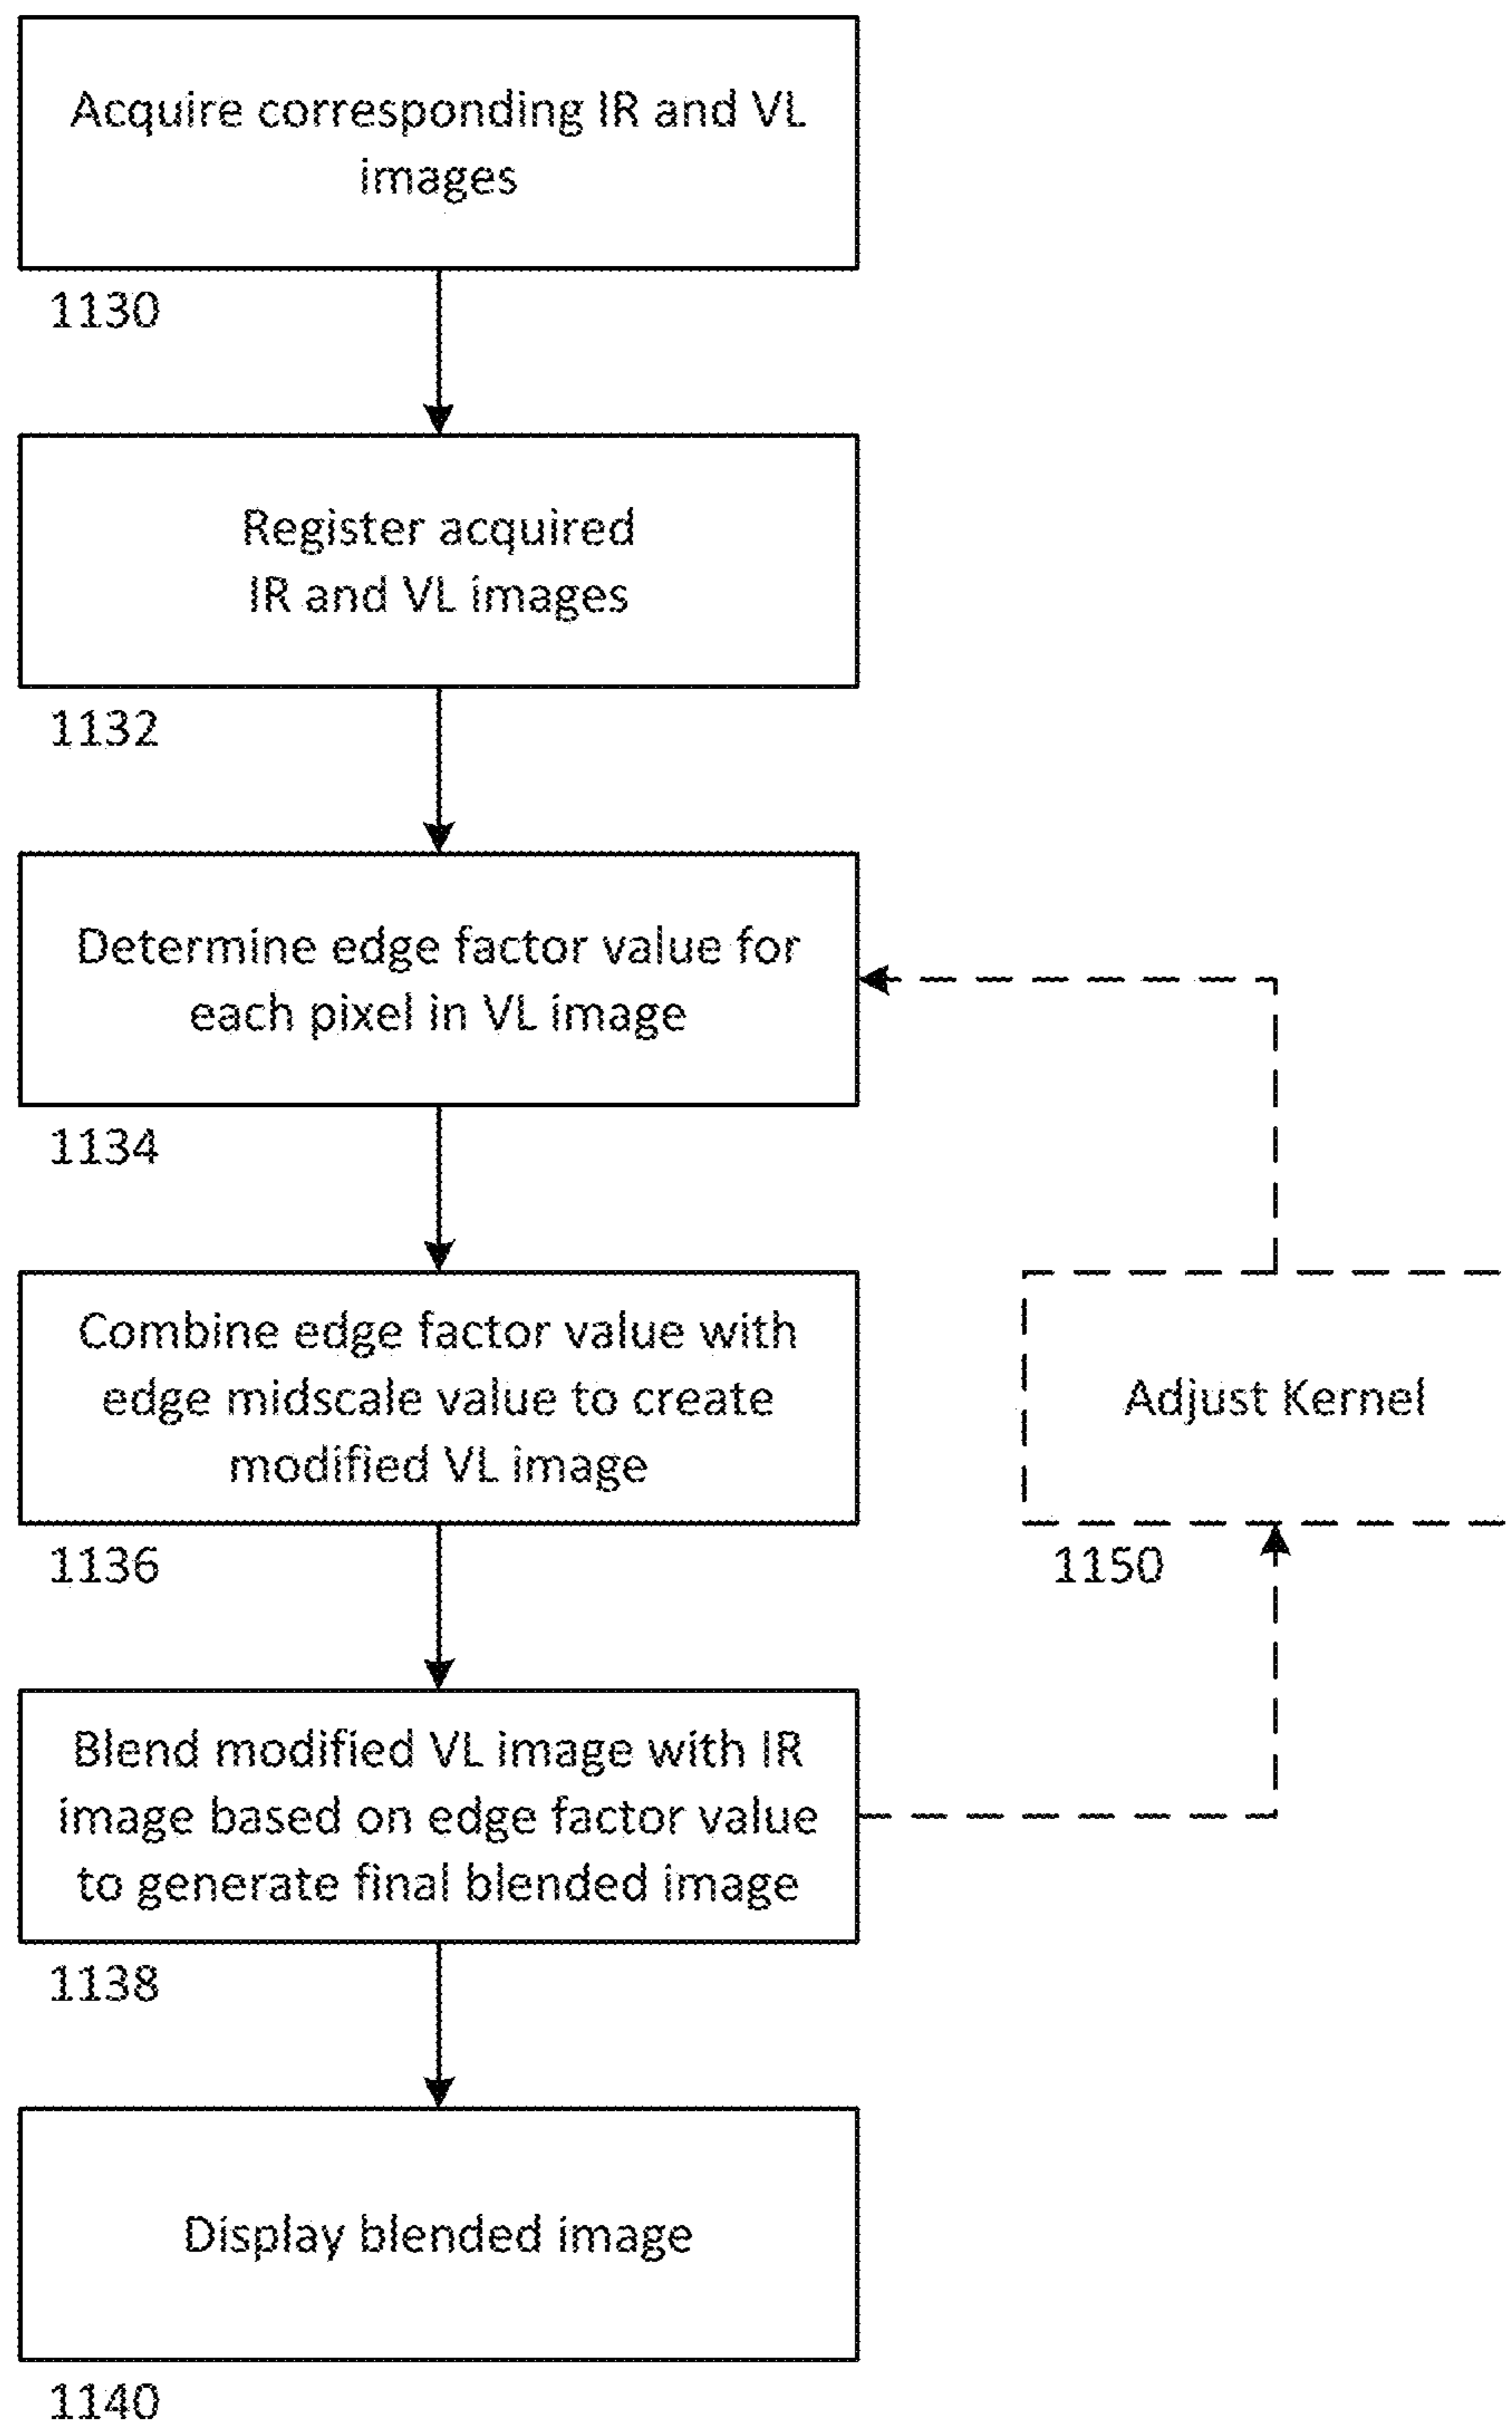 Acquire corresponding IR and VL
images
1130
Register acquired
IR and VL images
1132
Determine edge factor value for
each pixel in VL image
1134
Combine edge factor value with
edge midscale value to create
modified VL image
1136
Adjust Kernel
1150
Blend modified VL image with IR
image based on edge factor value
to generate final blended image
1138
Display blended image
1140